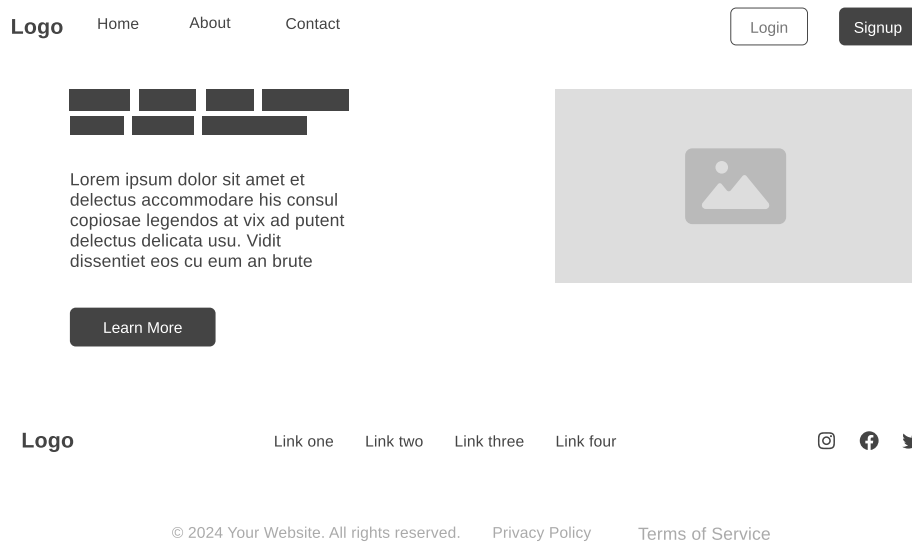 Logo Home About Contact Login Signup
Lorem ipsum dolor sit amet et
delectus accommodare his consul
copiosae legendos at vix ad putent
delectus delicata usu. Vidit
dissentiet eos cu eum an brute
Learn More
Logo Link one Link two Link three Link four
© 2024 Your Website. All rights reserved. Privacy Policy Terms of Service